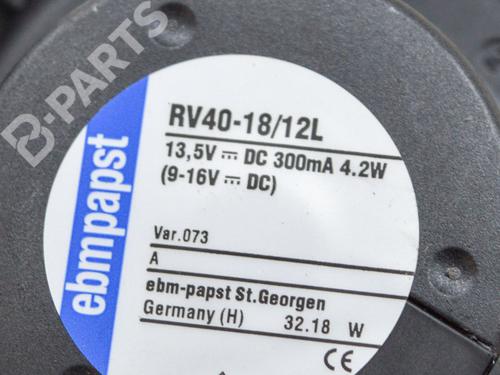 B-PARTS
ebmpapst
RV40-18/12L
13,5V ⎓ DC 300mA 4.2W
(9-16V ⎓ DC)
Var.073
A
ebm-papst St.Georgen
Germany (H) 32.18 W
CE